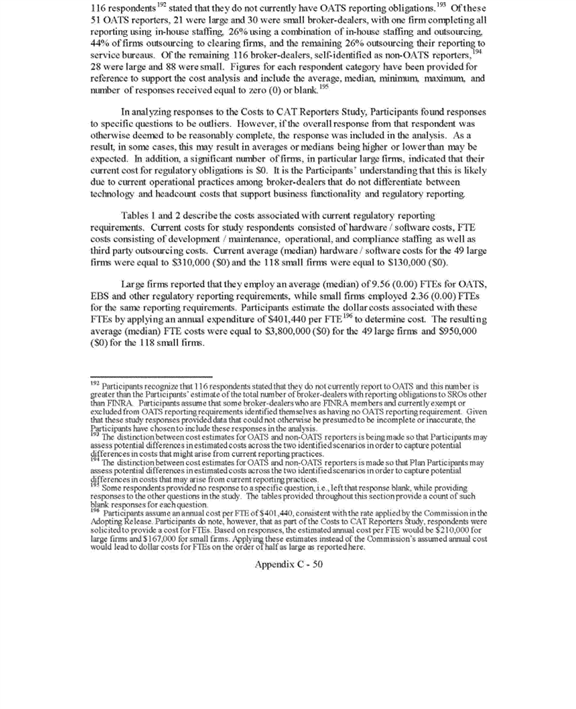 116 respondents¹⁹² stated that they do not currently have OATS reporting obligations.¹⁹³ Of these
51 OATS reporters, 21 were large and 30 were small broker-dealers, with one firm completing all
reporting using in-house staffing, 26% using a combination of in-house staffing and outsourcing,
44% of firms outsourcing to clearing firms, and the remaining 26% outsourcing their reporting to
service bureaus. Of the remaining 116 broker-dealers, self-identified as non-OATS reporters,¹⁹⁴
28 were large and 88 were small. Figures for each respondent category have been provided for
reference to support the cost analysis and include the average, median, minimum, maximum, and
number of responses received equal to zero (0) or blank.¹⁹⁵
In analyzing responses to the Costs to CAT Reporters Study, Participants found responses
to specific questions to be outliers. However, if the overall response from that respondent was
otherwise deemed to be reasonably complete, the response was included in the analysis. As a
result, in some cases, this may result in averages or medians being higher or lower than may be
expected. In addition, a significant number of firms, in particular large firms, indicated that their
current cost for regulatory obligations is $0. It is the Participants' understanding that this is likely
due to current operational practices among broker-dealers that do not differentiate between
technology and headcount costs that support business functionality and regulatory reporting.
Tables 1 and 2 describe the costs associated with current regulatory reporting
requirements. Current costs for study respondents consisted of hardware / software costs, FTE
costs consisting of development / maintenance, operational, and compliance staffing as well as
third party outsourcing costs. Current average (median) hardware / software costs for the 49 large
firms were equal to $310,000 ($0) and the 118 small firms were equal to $130,000 ($0).
Large firms reported that they employ an average (median) of 9.56 (0.00) FTEs for OATS,
EBS and other regulatory reporting requirements, while small firms employed 2.36 (0.00) FTEs
for the same reporting requirements. Participants estimate the dollar costs associated with these
FTEs by applying an annual expenditure of $401,440 per FTE¹⁹⁶ to determine cost. The resulting
average (median) FTE costs were equal to $3,800,000 ($0) for the 49 large firms and $950,000
($0) for the 118 small firms.
¹⁹² Participants recognize that 116 respondents stated that they do not currently report to OATS and this number is
greater than the Participants' estimate of the total number of broker-dealers with reporting obligations to SROs other
than FINRA. Participants assume that some broker-dealers who are FINRA members and currently exempt or
excluded from OATS reporting requirements identified themselves as having no OATS reporting requirement. Given
that these study responses provided data that could not otherwise be presumed to be incomplete or inaccurate, the
Participants have chosen to include these responses in the analysis.
¹⁹³ The distinction between cost estimates for OATS and non-OATS reporters is being made so that Participants may
assess potential differences in estimated costs across the two identified scenarios in order to capture potential
differences in costs that might arise from current reporting practices.
¹⁹⁴ The distinction between cost estimates for OATS and non-OATS reporters is made so that Plan Participants may
assess potential differences in estimated costs across the two identified scenarios in order to capture potential
differences in costs that may arise from current reporting practices.
¹⁹⁵ Some respondents provided no response to a specific question, i.e., left that response blank, while providing
responses to the other questions in the study. The tables provided throughout this section provide a count of such
blank responses for each question.
¹⁹⁶ Participants assume an annual cost per FTE of $401,440, consistent with the rate applied by the Commission in the
Adopting Release. Participants do note, however, that as part of the Costs to CAT Reporters Study, respondents were
solicited to provide a cost for FTEs. Based on responses, the estimated annual cost per FTE would be $210,000 for
large firms and $167,000 for small firms. Applying these estimates instead of the Commission's assumed annual cost
would lead to dollar costs for FTEs on the order of half as large as reported here.
Appendix C - 50